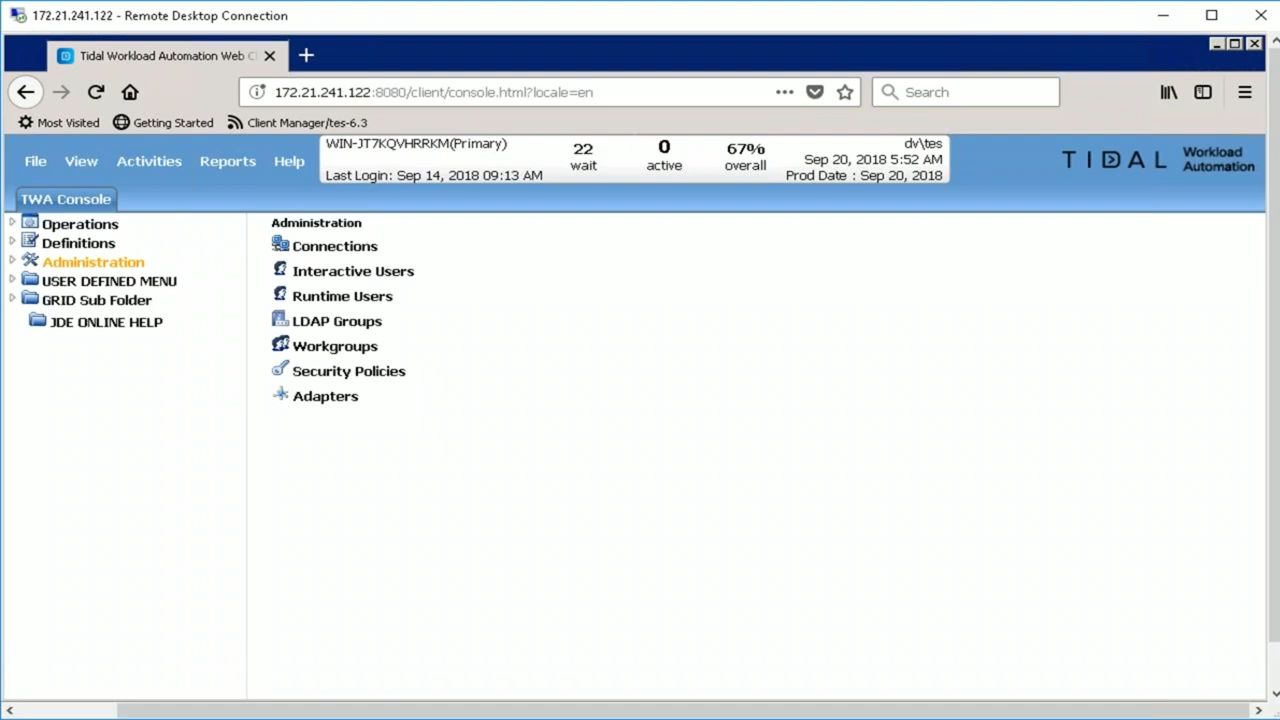 172.21.241.122 - Remote Desktop Connection
Tidal Workload Automation Web C
172.21.241.122:8080/client/console.html?locale=en
Search
Most Visited
Getting Started
Client Manager/tes-6.3
File
View
Activities
Reports
Help
WIN-JT7KQVHRRKM(Primary)
Last Login: Sep 14, 2018 09:13 AM
22
wait
0
active
67%
overall
dv\tes
Sep 20, 2018 5:52 AM
Prod Date : Sep 20, 2018
TIDAL
Workload
Automation
TWA Console
Operations
Definitions
Administration
USER DEFINED MENU
GRID Sub Folder
JDE ONLINE HELP
Administration
Connections
Interactive Users
Runtime Users
LDAP Groups
Workgroups
Security Policies
Adapters